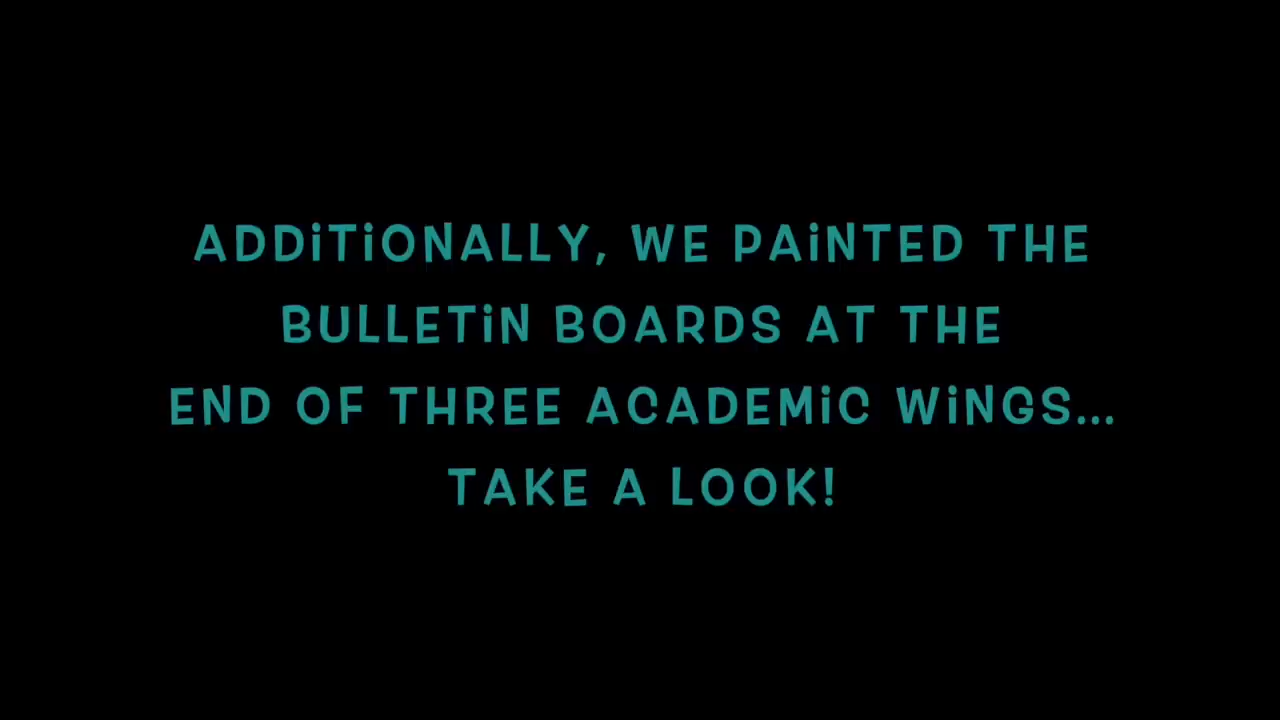 ADDiTiONALLY, WE PAiNTED THE
BULLETiN BOARDS AT THE
END OF THREE ACADEMiC WiNGS...
TAKE A LOOK!